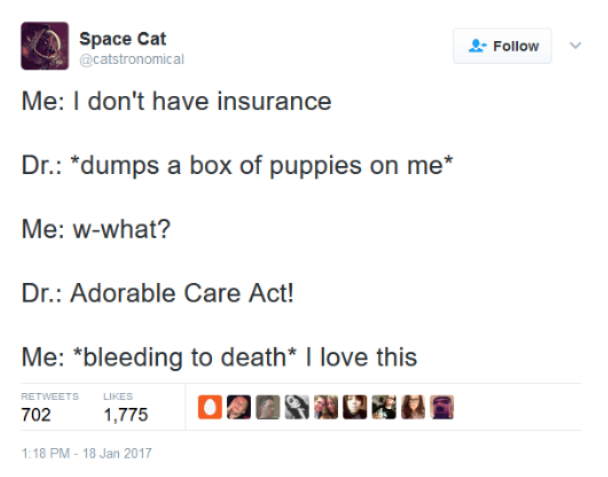 Space Cat
@catstronomical
Follow
Me: I don't have insurance
Dr.: *dumps a box of puppies on me*
Me: w-what?
Dr.: Adorable Care Act!
Me: *bleeding to death* I love this
RETWEETS LIKES
702 1,775
1:18 PM - 18 Jan 2017